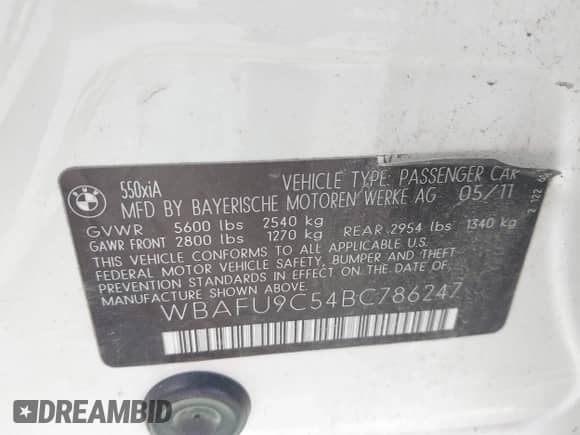 BMW
550xiA
VEHICLE TYPE: PASSENGER CAR
MFD BY BAYERISCHE MOTOREN WERKE AG 05/11
GVWR 5600 lbs 2540 kg
GAWR FRONT 2800 lbs 1270 kg REAR 2954 lbs 1340 kg
THIS VEHICLE CONFORMS TO ALL APPLICABLE U.S.
FEDERAL MOTOR VEHICLE SAFETY, BUMPER AND THEFT-
PREVENTION STANDARDS IN EFFECT ON THE DATE OF
MANUFACTURE SHOWN ABOVE.
WBAFU9C54BC786247
DREAMBID